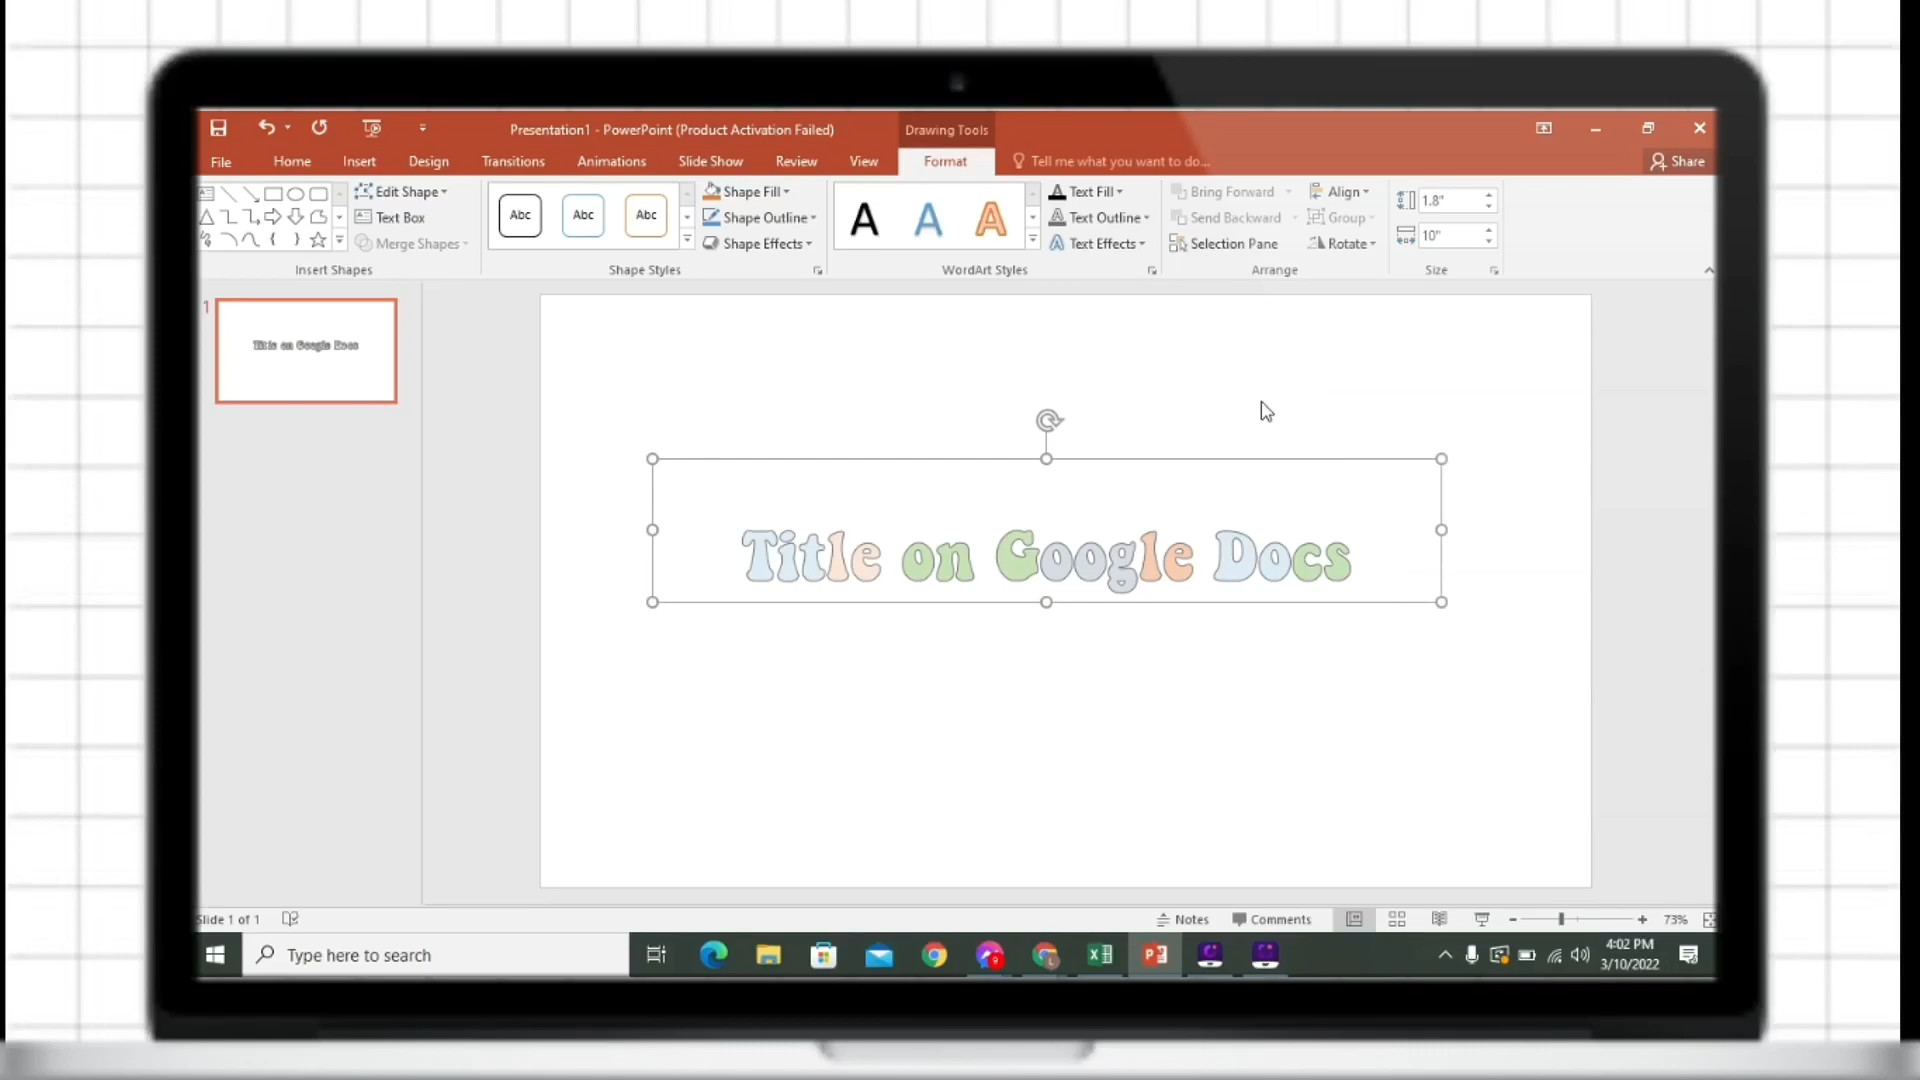 Presentation1 - PowerPoint (Product Activation Failed)
Drawing Tools
File Home Insert Design Transitions Animations Slide Show Review View Format Tell me what you want to do... Share
Edit Shape
Text Box
Merge Shapes
Insert Shapes
Abc Abc Abc
Shape Fill
Shape Outline
Shape Effects
Shape Styles
A A A
Text Fill
Text Outline
Text Effects
WordArt Styles
Bring Forward
Send Backward
Selection Pane
Align
Group
Rotate
Arrange
1.8"
10"
Size
1
Title on Google Docs
Title on Google Docs
Slide 1 of 1
Notes Comments 73%
Type here to search
9
4:02 PM
3/10/2022